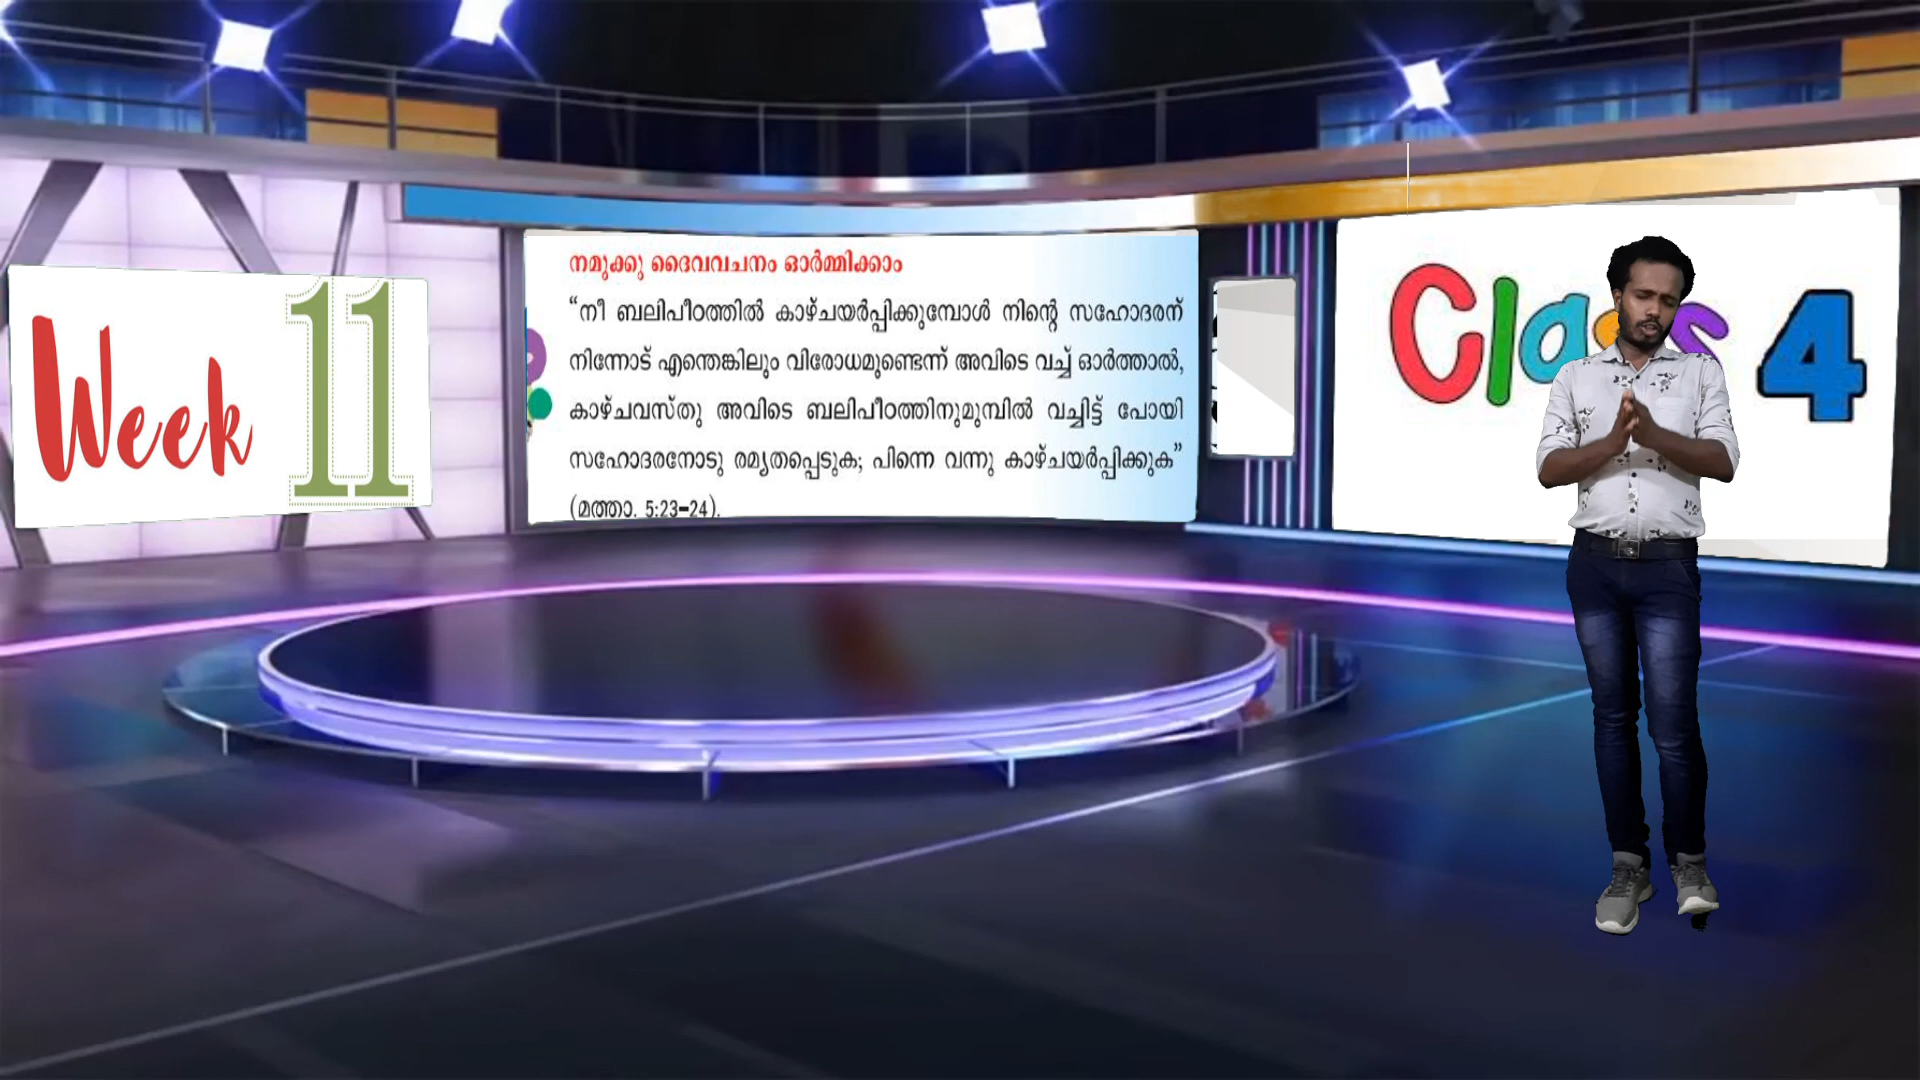 Week 11
നമുക്കു ദൈവവചനം ഓർമ്മിക്കാം
“നീ ബലിപീഠത്തിൽ കാഴ്ചയർപ്പിക്കുമ്പോൾ നിന്റെ സഹോദരന്
നിന്നോട് എന്തെങ്കിലും വിരോധമുണ്ടെന്ന് അവിടെ വച്ച് ഓർത്താൽ,
കാഴ്ചവസ്തു അവിടെ ബലിപീഠത്തിനുമുമ്പിൽ വച്ചിട്ട് പോയി
സഹോദരനോടു രമ്യതപ്പെടുക; പിന്നെ വന്നു കാഴ്ചയർപ്പിക്കുക”
(മത്താ. 5:23-24).
Class 4